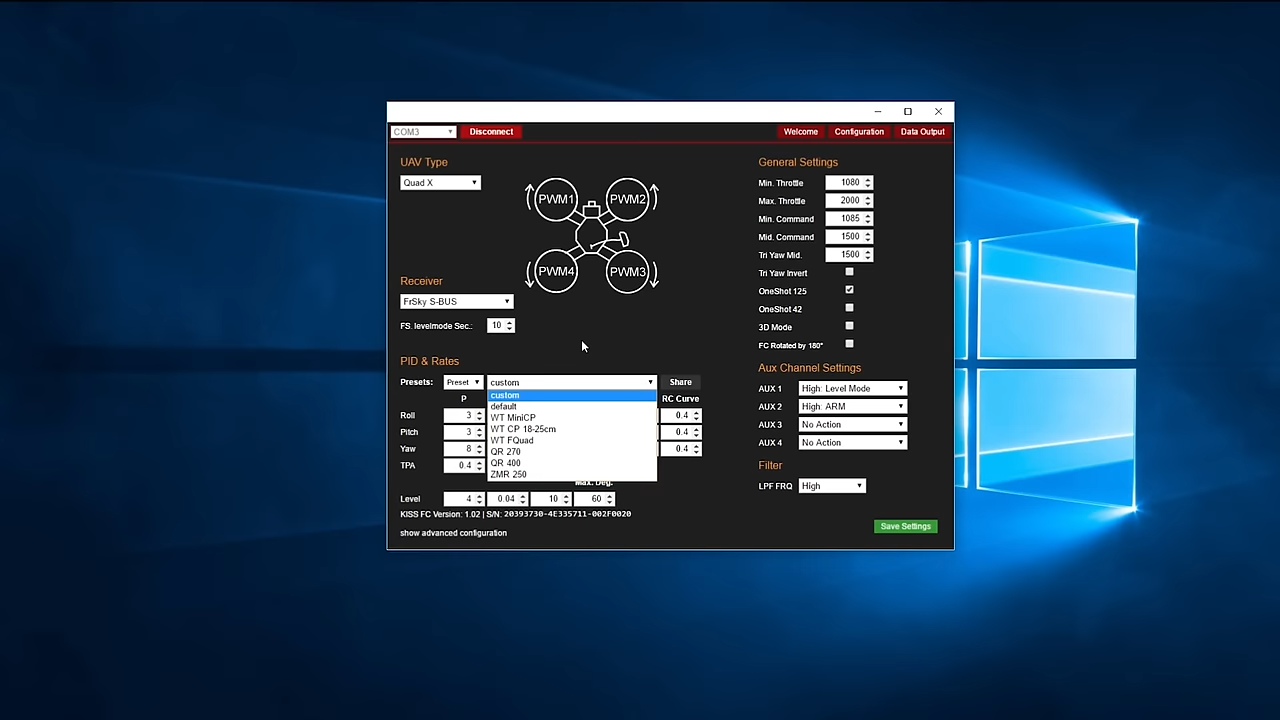 COM3 Disconnect Welcome Configuration Data Output
UAV Type
Quad X
PWM1 PWM2
PWM4 PWM3
Receiver
FrSky S-BUS
FS. levelmode Sec.: 10
PID & Rates
Presets: Preset custom Share
P RC Curve
custom
default
WT MiniCP
WT CP 18-25cm
WT FQuad
QR 270
QR 400
ZMR 250
Roll 3 0.4
Pitch 3 0.4
Yaw 8 0.4
TPA 0.4
Max. Deg.
Level 4 0.04 10 60
KISS FC Version: 1.02 | S/N: 20393730-4E335711-002F0020
show advanced configuration
General Settings
Min. Throttle 1080
Max. Throttle 2000
Min. Command 1085
Mid. Command 1500
Tri Yaw Mid. 1500
Tri Yaw Invert
OneShot 125
OneShot 42
3D Mode
FC Rotated by 180°
Aux Channel Settings
AUX 1 High: Level Mode
AUX 2 High: ARM
AUX 3 No Action
AUX 4 No Action
Filter
LPF FRQ High
Save Settings